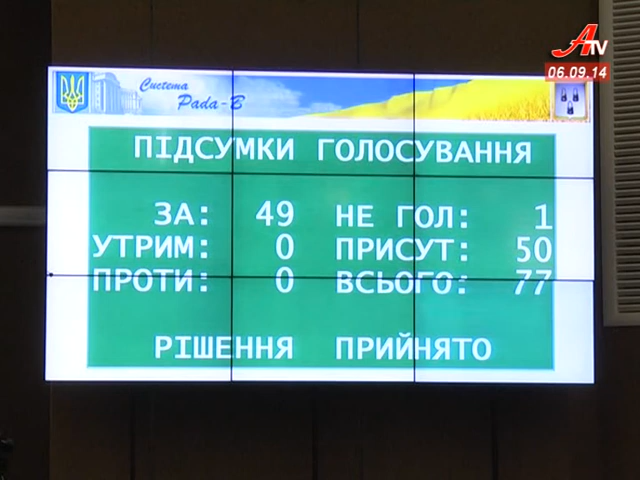 ATV
06.09.14
Система
Рада-В
ПІДСУМКИ ГОЛОСУВАННЯ
ЗА: 49 НЕ ГОЛ: 1
УТРИМ: 0 ПРИСУТ: 50
ПРОТИ: 0 ВСЬОГО: 77
РІШЕННЯ ПРИЙНЯТО